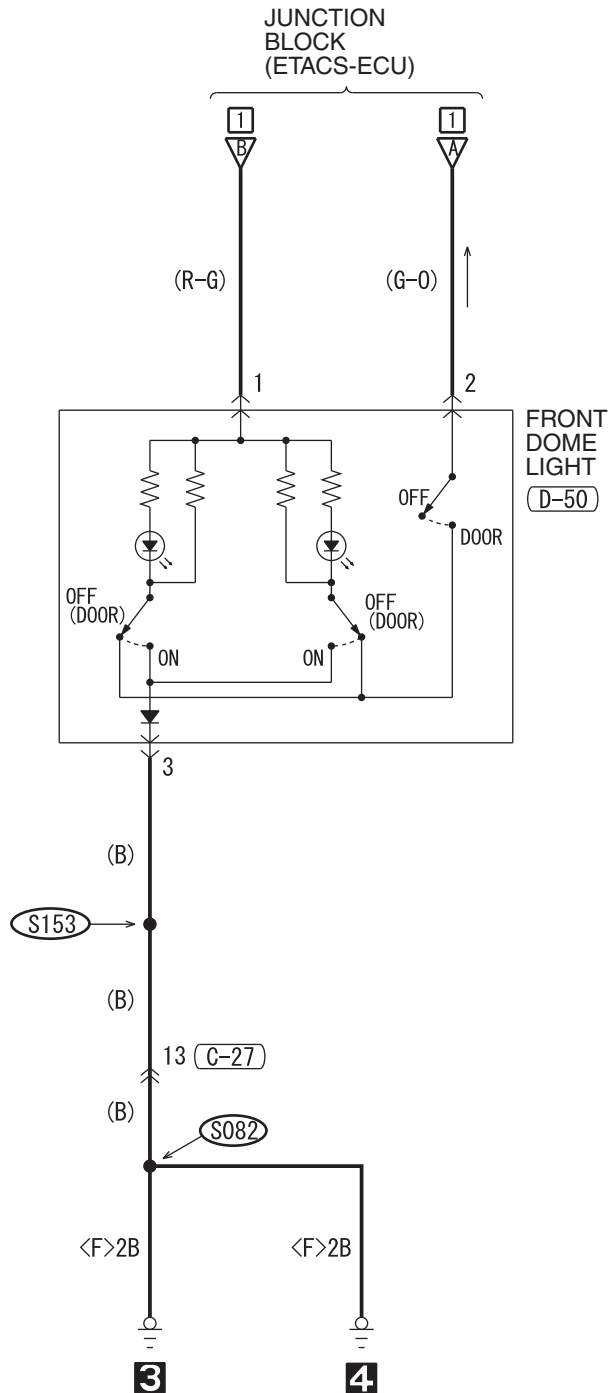 JUNCTION
BLOCK
(ETACS-ECU)
1
1
B
A
(R-G)
(G-O)
1
2
FRONT
DOME
LIGHT
D-50
OFF
DOOR
OFF
(DOOR)
OFF
(DOOR)
ON
ON
3
(B)
S153
(B)
13
C-27
(B)
S082
<F>2B
<F>2B
3
4